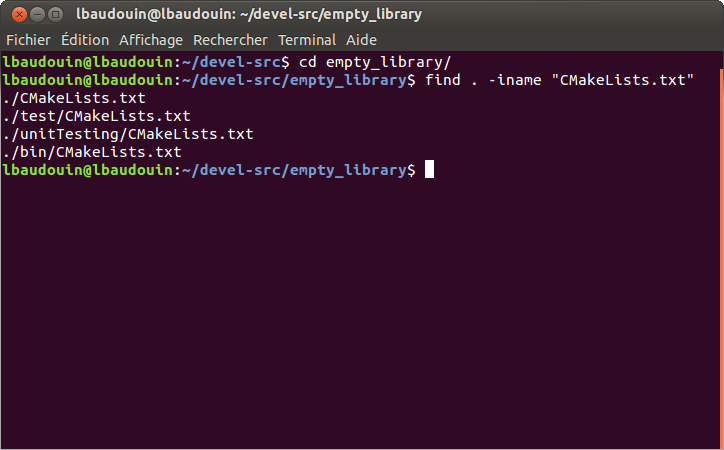 lbaudouin@lbaudouin: ~/devel-src/empty_library
Fichier Édition Affichage Rechercher Terminal Aide
lbaudouin@lbaudouin:~/devel-src$ cd empty_library/
lbaudouin@lbaudouin:~/devel-src/empty_library$ find . -iname "CMakeLists.txt"
./CMakeLists.txt
./test/CMakeLists.txt
./unitTesting/CMakeLists.txt
./bin/CMakeLists.txt
lbaudouin@lbaudouin:~/devel-src/empty_library$